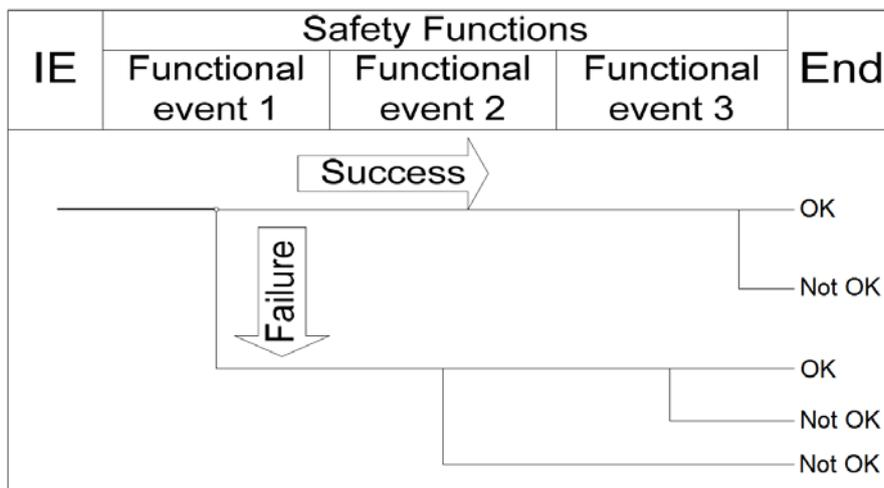 IE
Safety Functions
End
Functional
event 1
Functional
event 2
Functional
event 3
Success
Failure
OK
Not OK
OK
Not OK
Not OK